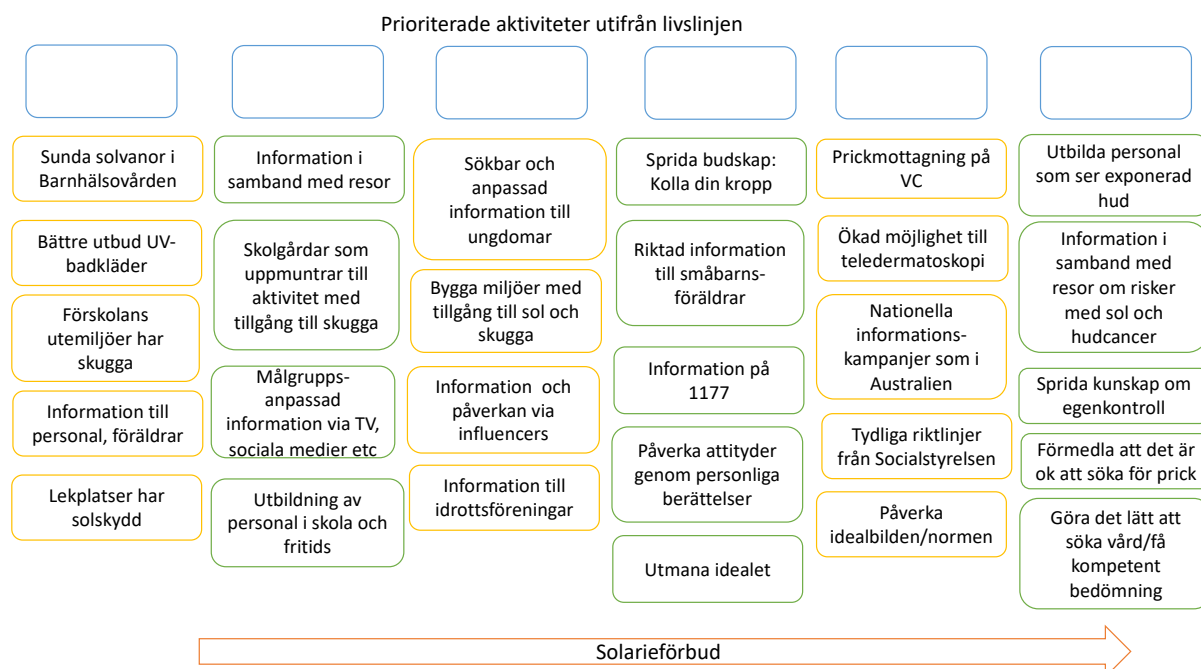 Prioriterade aktiviteter utifrån livslinjen
Sunda solvanor i
Barnhälsovården
Bättre utbud UV-
badkläder
Förskolans
utemiljöer har
skugga
Information till
personal, föräldrar
Lekplatser har
solskydd
Information i
samband med resor
Skolgårdar som
uppmuntrar till
aktivitet med
tillgång till skugga
Målgrupps-
anpassad
information via TV,
sociala medier etc
Utbildning av
personal i skola och
fritids
Sökbar och
anpassad
information till
ungdomar
Bygga miljöer med
tillgång till sol och
skugga
Information och
påverkan via
influencers
Information till
idrottsföreningar
Sprida budskap:
Kolla din kropp
Riktad information
till småbarns-
föräldrar
Information på
1177
Påverka attityder
genom personliga
berättelser
Utmana idealet
Prickmottagning på
VC
Ökad möjlighet till
teledermatoskopi
Nationella
informations-
kampanjer som i
Australien
Tydliga riktlinjer
från Socialstyrelsen
Påverka
idealbilden/normen
Utbilda personal
som ser exponerad
hud
Information i
samband med
resor om risker
med sol och
hudcancer
Sprida kunskap om
egenkontroll
Förmedla att det är
ok att söka för prick
Göra det lätt att
söka vård/få
kompetent
bedömning
Solarieförbud